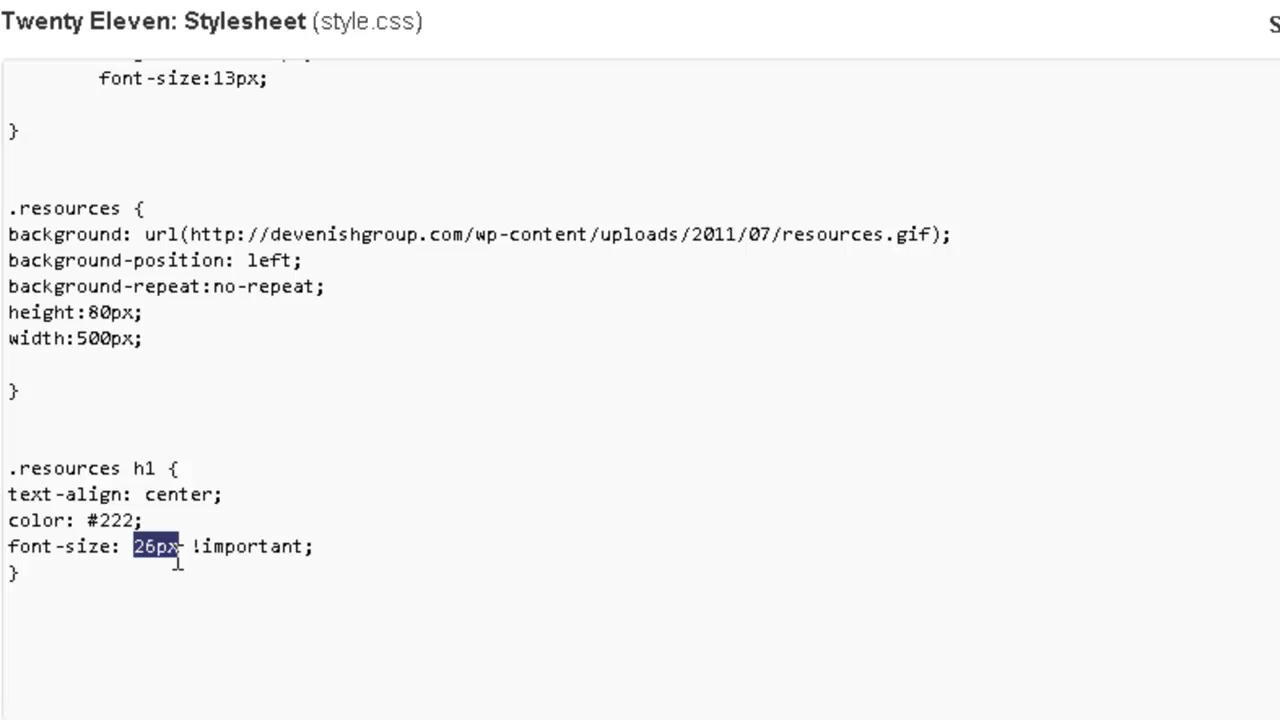 Twenty Eleven: Stylesheet (style.css)
S
font-size:13px;
}
.resources {
background: url(http://devenishgroup.com/wp-content/uploads/2011/07/resources.gif);
background-position: left;
background-repeat:no-repeat;
height:80px;
width:500px;
}
.resources h1 {
text-align: center;
color: #222;
font-size: 26px !important;
}